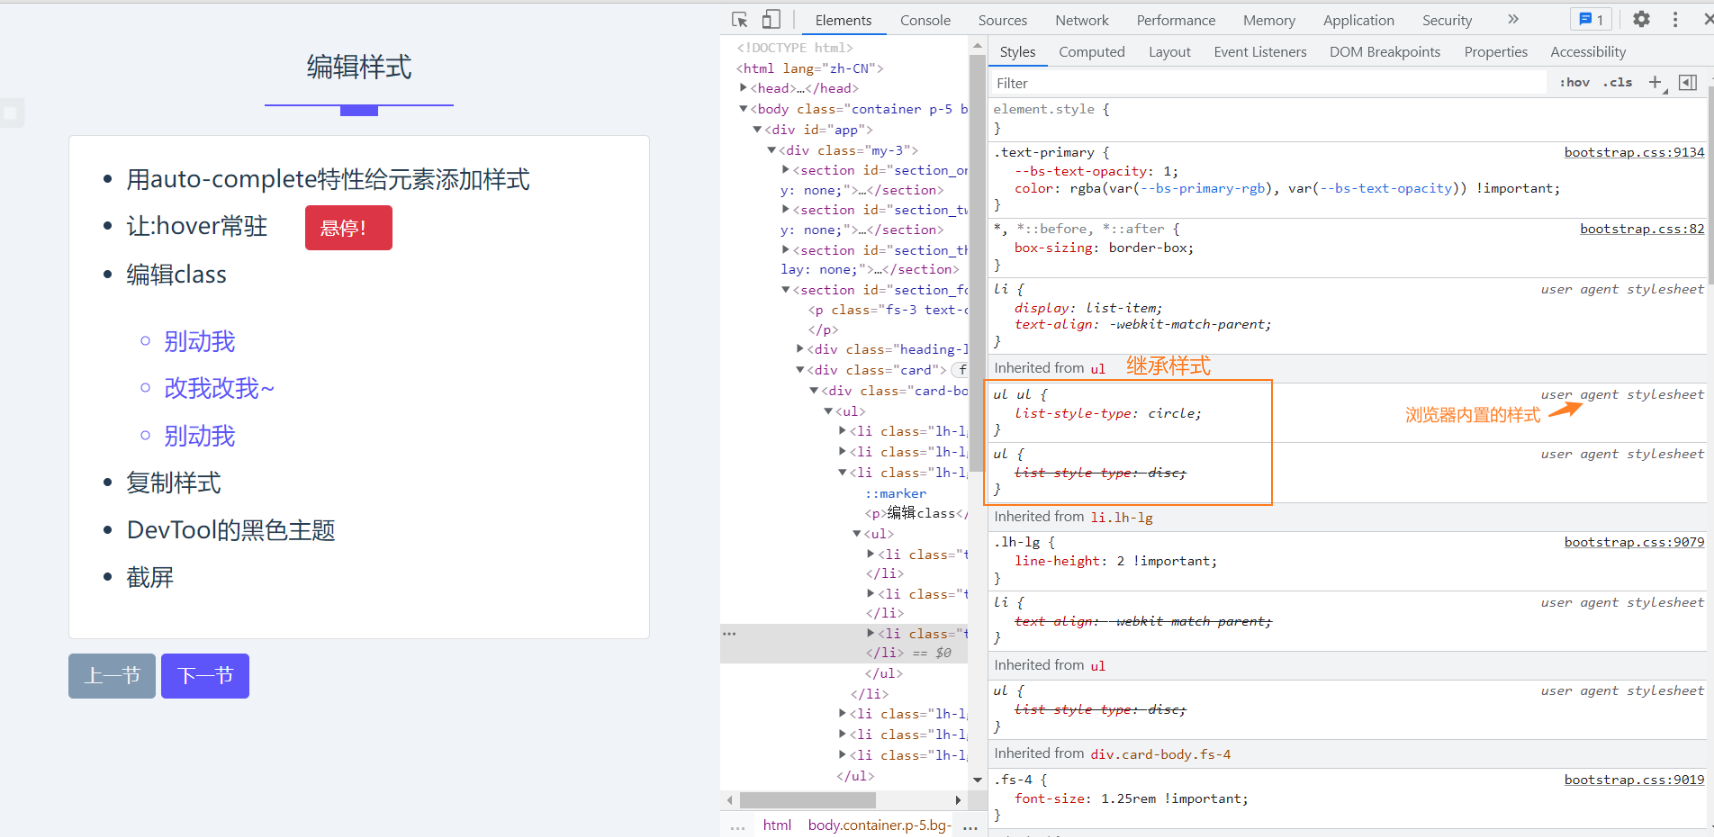 编辑样式
用auto-complete特性给元素添加样式
让:hover常驻 悬停!
编辑class
别动我
改我改我~
别动我
复制样式
DevTool的黑色主题
截屏
上一节 下一节
Elements Console Sources Network Performance Memory Application Security » 1
<!DOCTYPE html>
<html lang="zh-CN">
<head>…</head>
<body class="container p-5 b
<div id="app">
<div class="my-3">
<section id="section_or
y: none;">…</section>
<section id="section_tw
y: none;">…</section>
<section id="section_th
lay: none;">…</section>
<section id="section_fo
<p class="fs-3 text-c
</p>
<div class="heading-l
<div class="card"> f
<div class="card-bo
<ul>
<li class="lh-lg
<li class="lh-lg
<li class="lh-lg
::marker
<p>编辑class</
<ul>
<li class="t
</li>
<li class="t
</li>
… <li class="t
</li> == $0
</ul>
</li>
<li class="lh-lg
<li class="lh-lg
<li class="lh-lg
</ul>
… html body.container.p-5.bg- …
Styles Computed Layout Event Listeners DOM Breakpoints Properties Accessibility
Filter :hov .cls +
element.style {
}
.text-primary { bootstrap.css:9134
--bs-text-opacity: 1;
color: rgba(var(--bs-primary-rgb), var(--bs-text-opacity)) !important;
}
*, *::before, *::after { bootstrap.css:82
box-sizing: border-box;
}
li { user agent stylesheet
display: list-item;
text-align: -webkit-match-parent;
}
Inherited from ul 继承样式
ul ul { user agent stylesheet
list-style-type: circle; 浏览器内置的样式
}
ul { user agent stylesheet
list-style-type: disc;
}
Inherited from li.lh-lg
.lh-lg { bootstrap.css:9079
line-height: 2 !important;
}
li { user agent stylesheet
text-align: -webkit-match-parent;
}
Inherited from ul
ul { user agent stylesheet
list-style-type: disc;
}
Inherited from div.card-body.fs-4
.fs-4 { bootstrap.css:9019
font-size: 1.25rem !important;
}